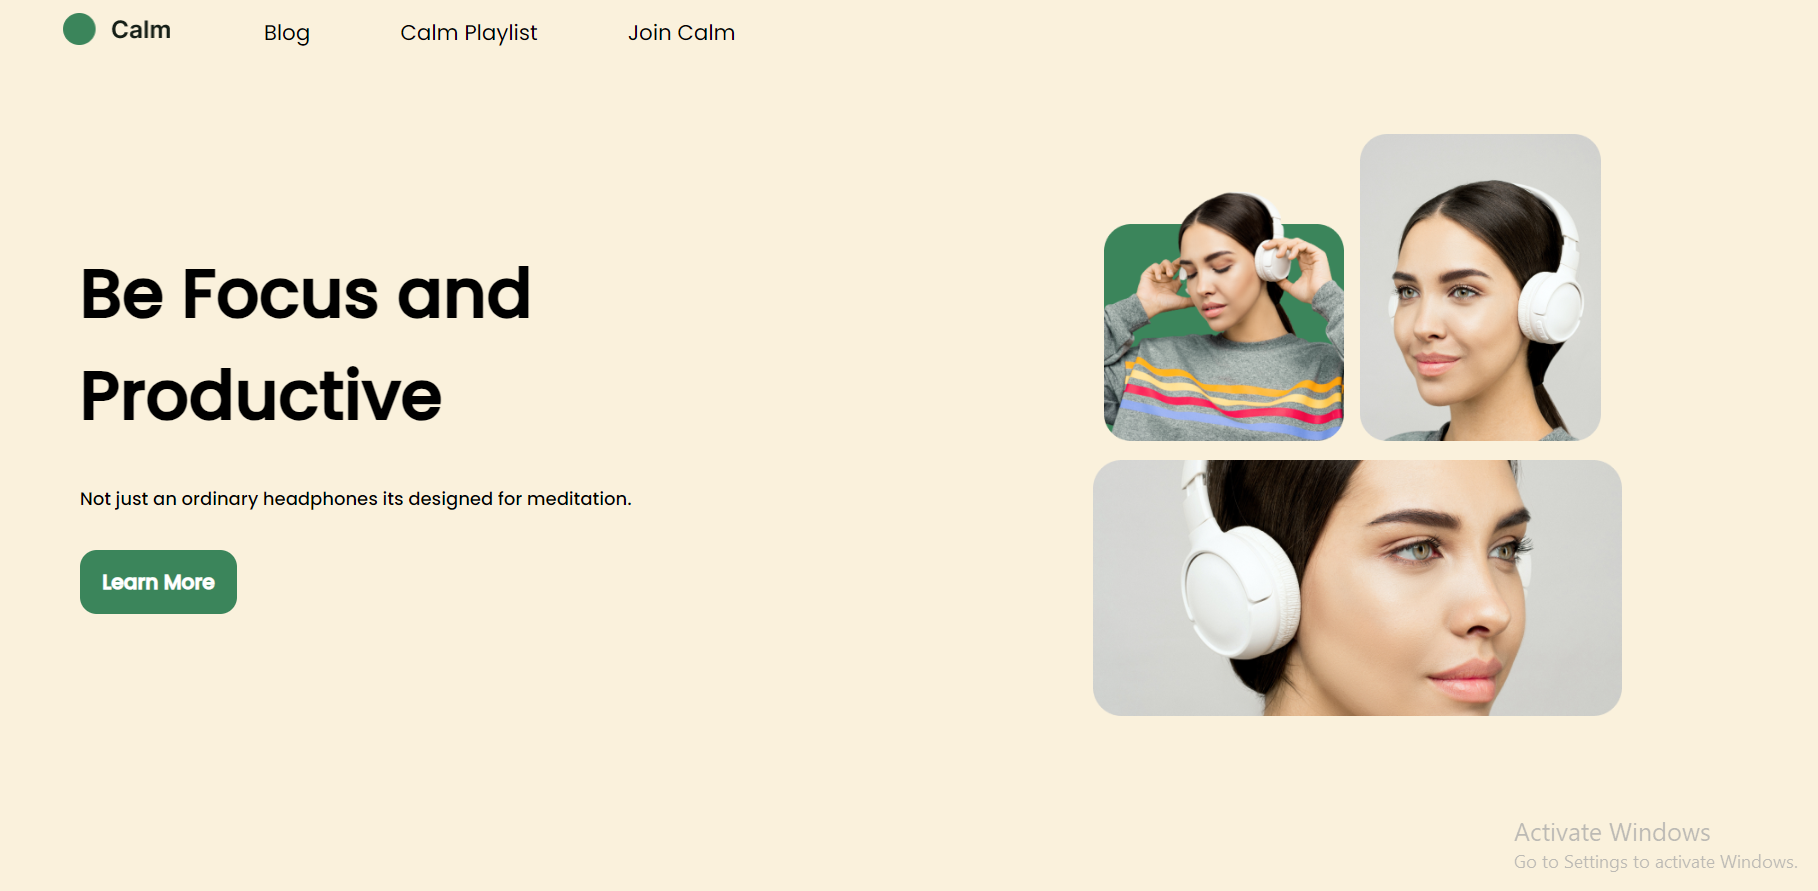 Calm
Blog
Calm Playlist
Join Calm
Be Focus and
Productive
Not just an ordinary headphones its designed for meditation.
Learn More
Activate Windows
Go to Settings to activate Windows.